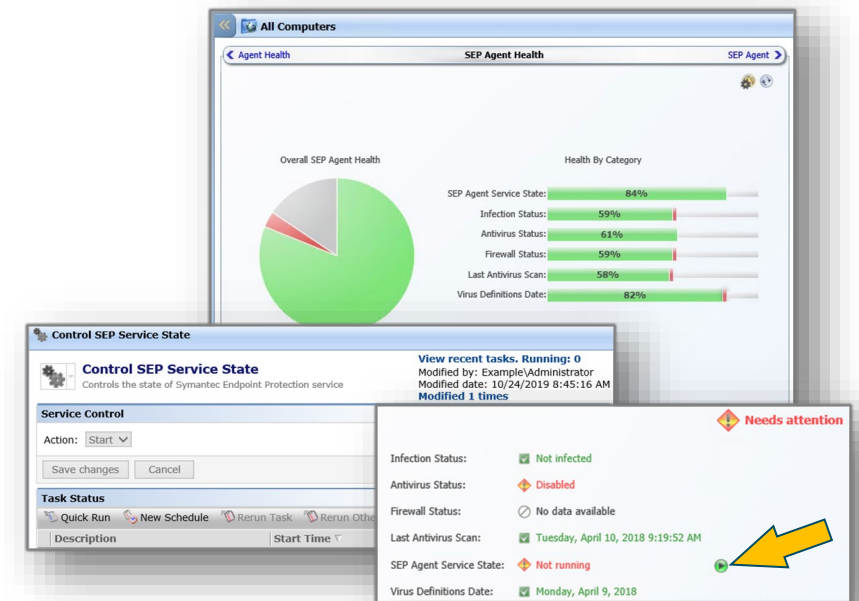 All Computers
Agent Health SEP Agent Health SEP Agent
Overall SEP Agent Health
Health By Category
SEP Agent Service State: 84%
Infection Status: 59%
Antivirus Status: 61%
Firewall Status: 59%
Last Antivirus Scan: 58%
Virus Definitions Date: 82%
Control SEP Service State
Control SEP Service State
Controls the state of Symantec Endpoint Protection service
View recent tasks. Running: 0
Modified by: Example\Administrator
Modified date: 10/24/2019 8:45:16 AM
Modified 1 times
Service Control
Action: Start
Save changes Cancel
Task Status
Quick Run New Schedule Rerun Task Rerun Othe
Description Start Time
Needs attention
Infection Status: Not infected
Antivirus Status: Disabled
Firewall Status: No data available
Last Antivirus Scan: Tuesday, April 10, 2018 9:19:52 AM
SEP Agent Service State: Not running
Virus Definitions Date: Monday, April 9, 2018